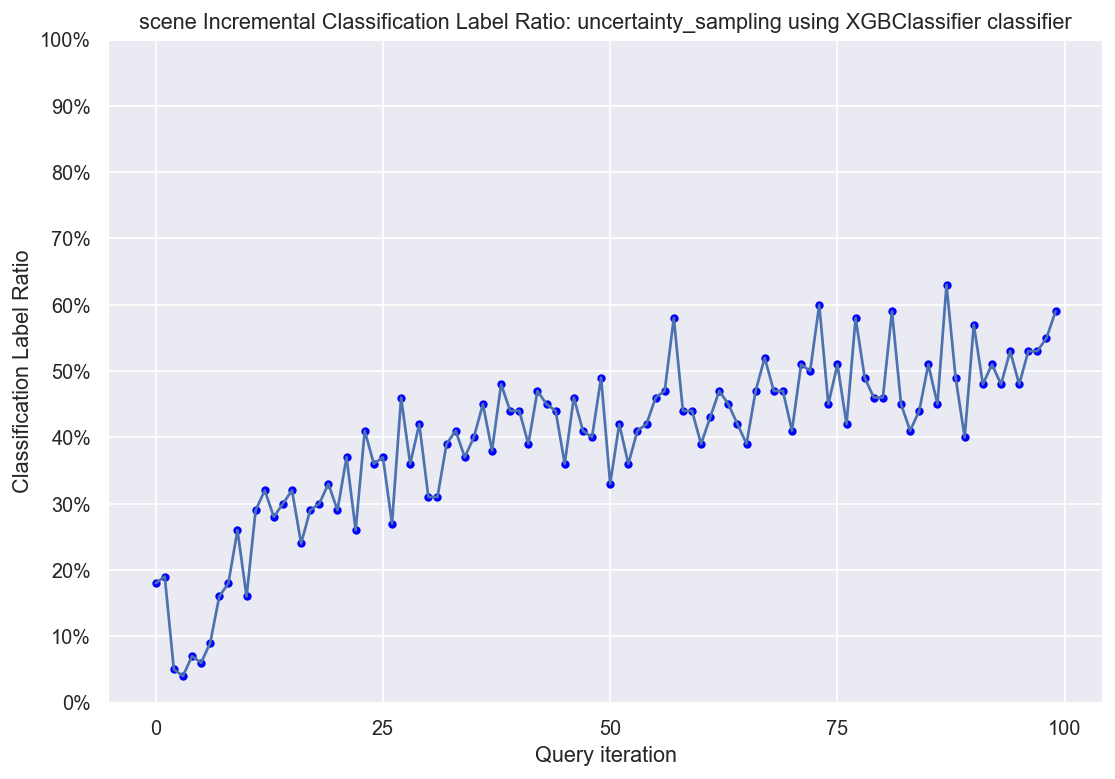 scene Incremental Classification Label Ratio: uncertainty_sampling using XGBClassifier classifier
100%
90%
80%
70%
60%
50%
40%
30%
20%
10%
0%
Classification Label Ratio
0 25 50 75 100
Query iteration